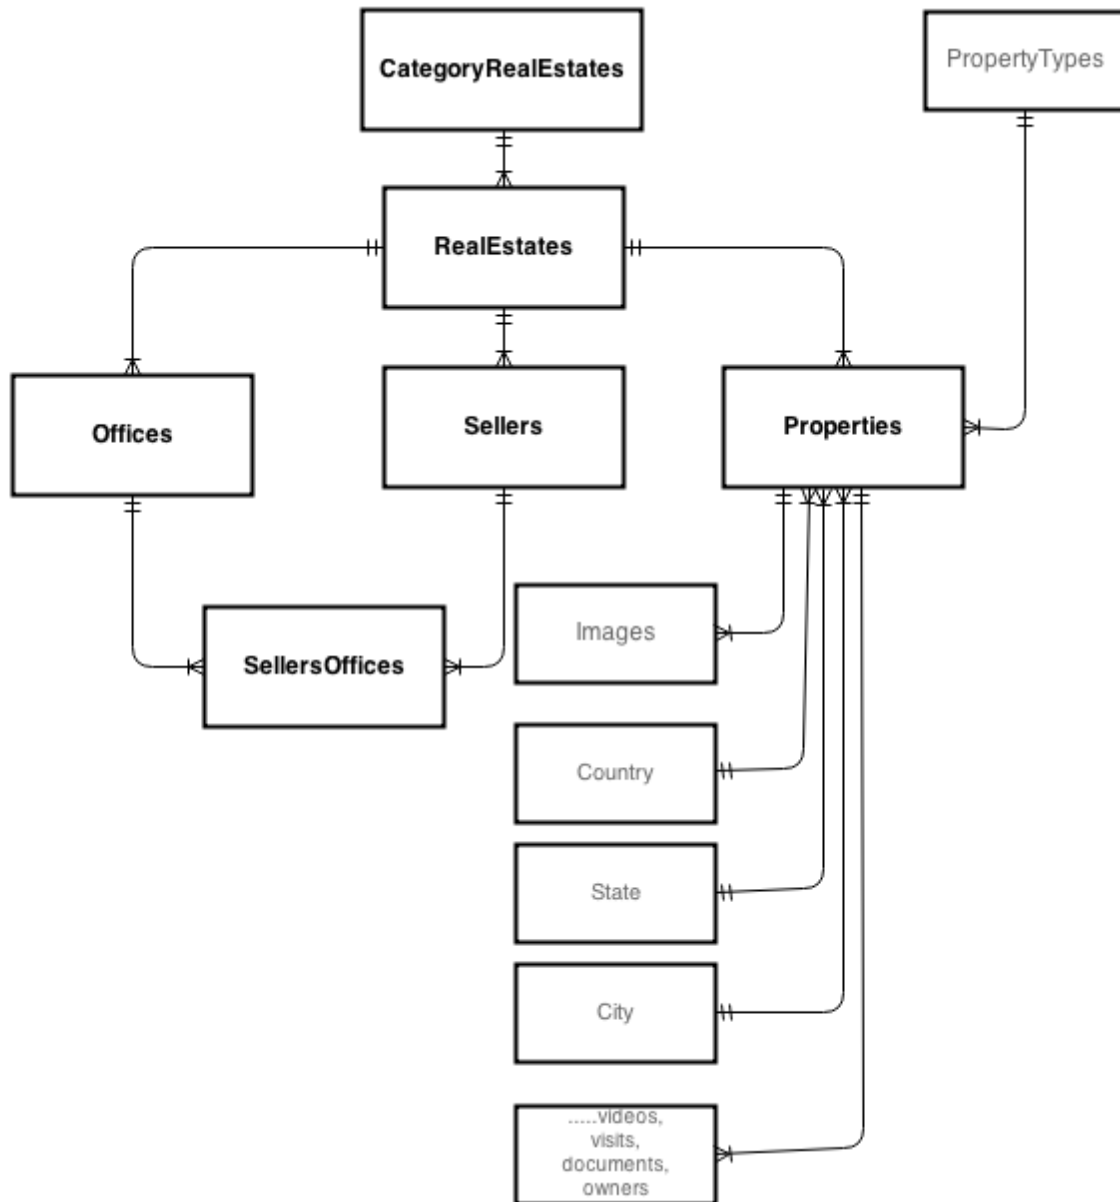 CategoryRealEstates
PropertyTypes
RealEstates
Offices
Sellers
Properties
Images
SellersOffices
Country
State
City
.....videos,
visits,
documents,
owners